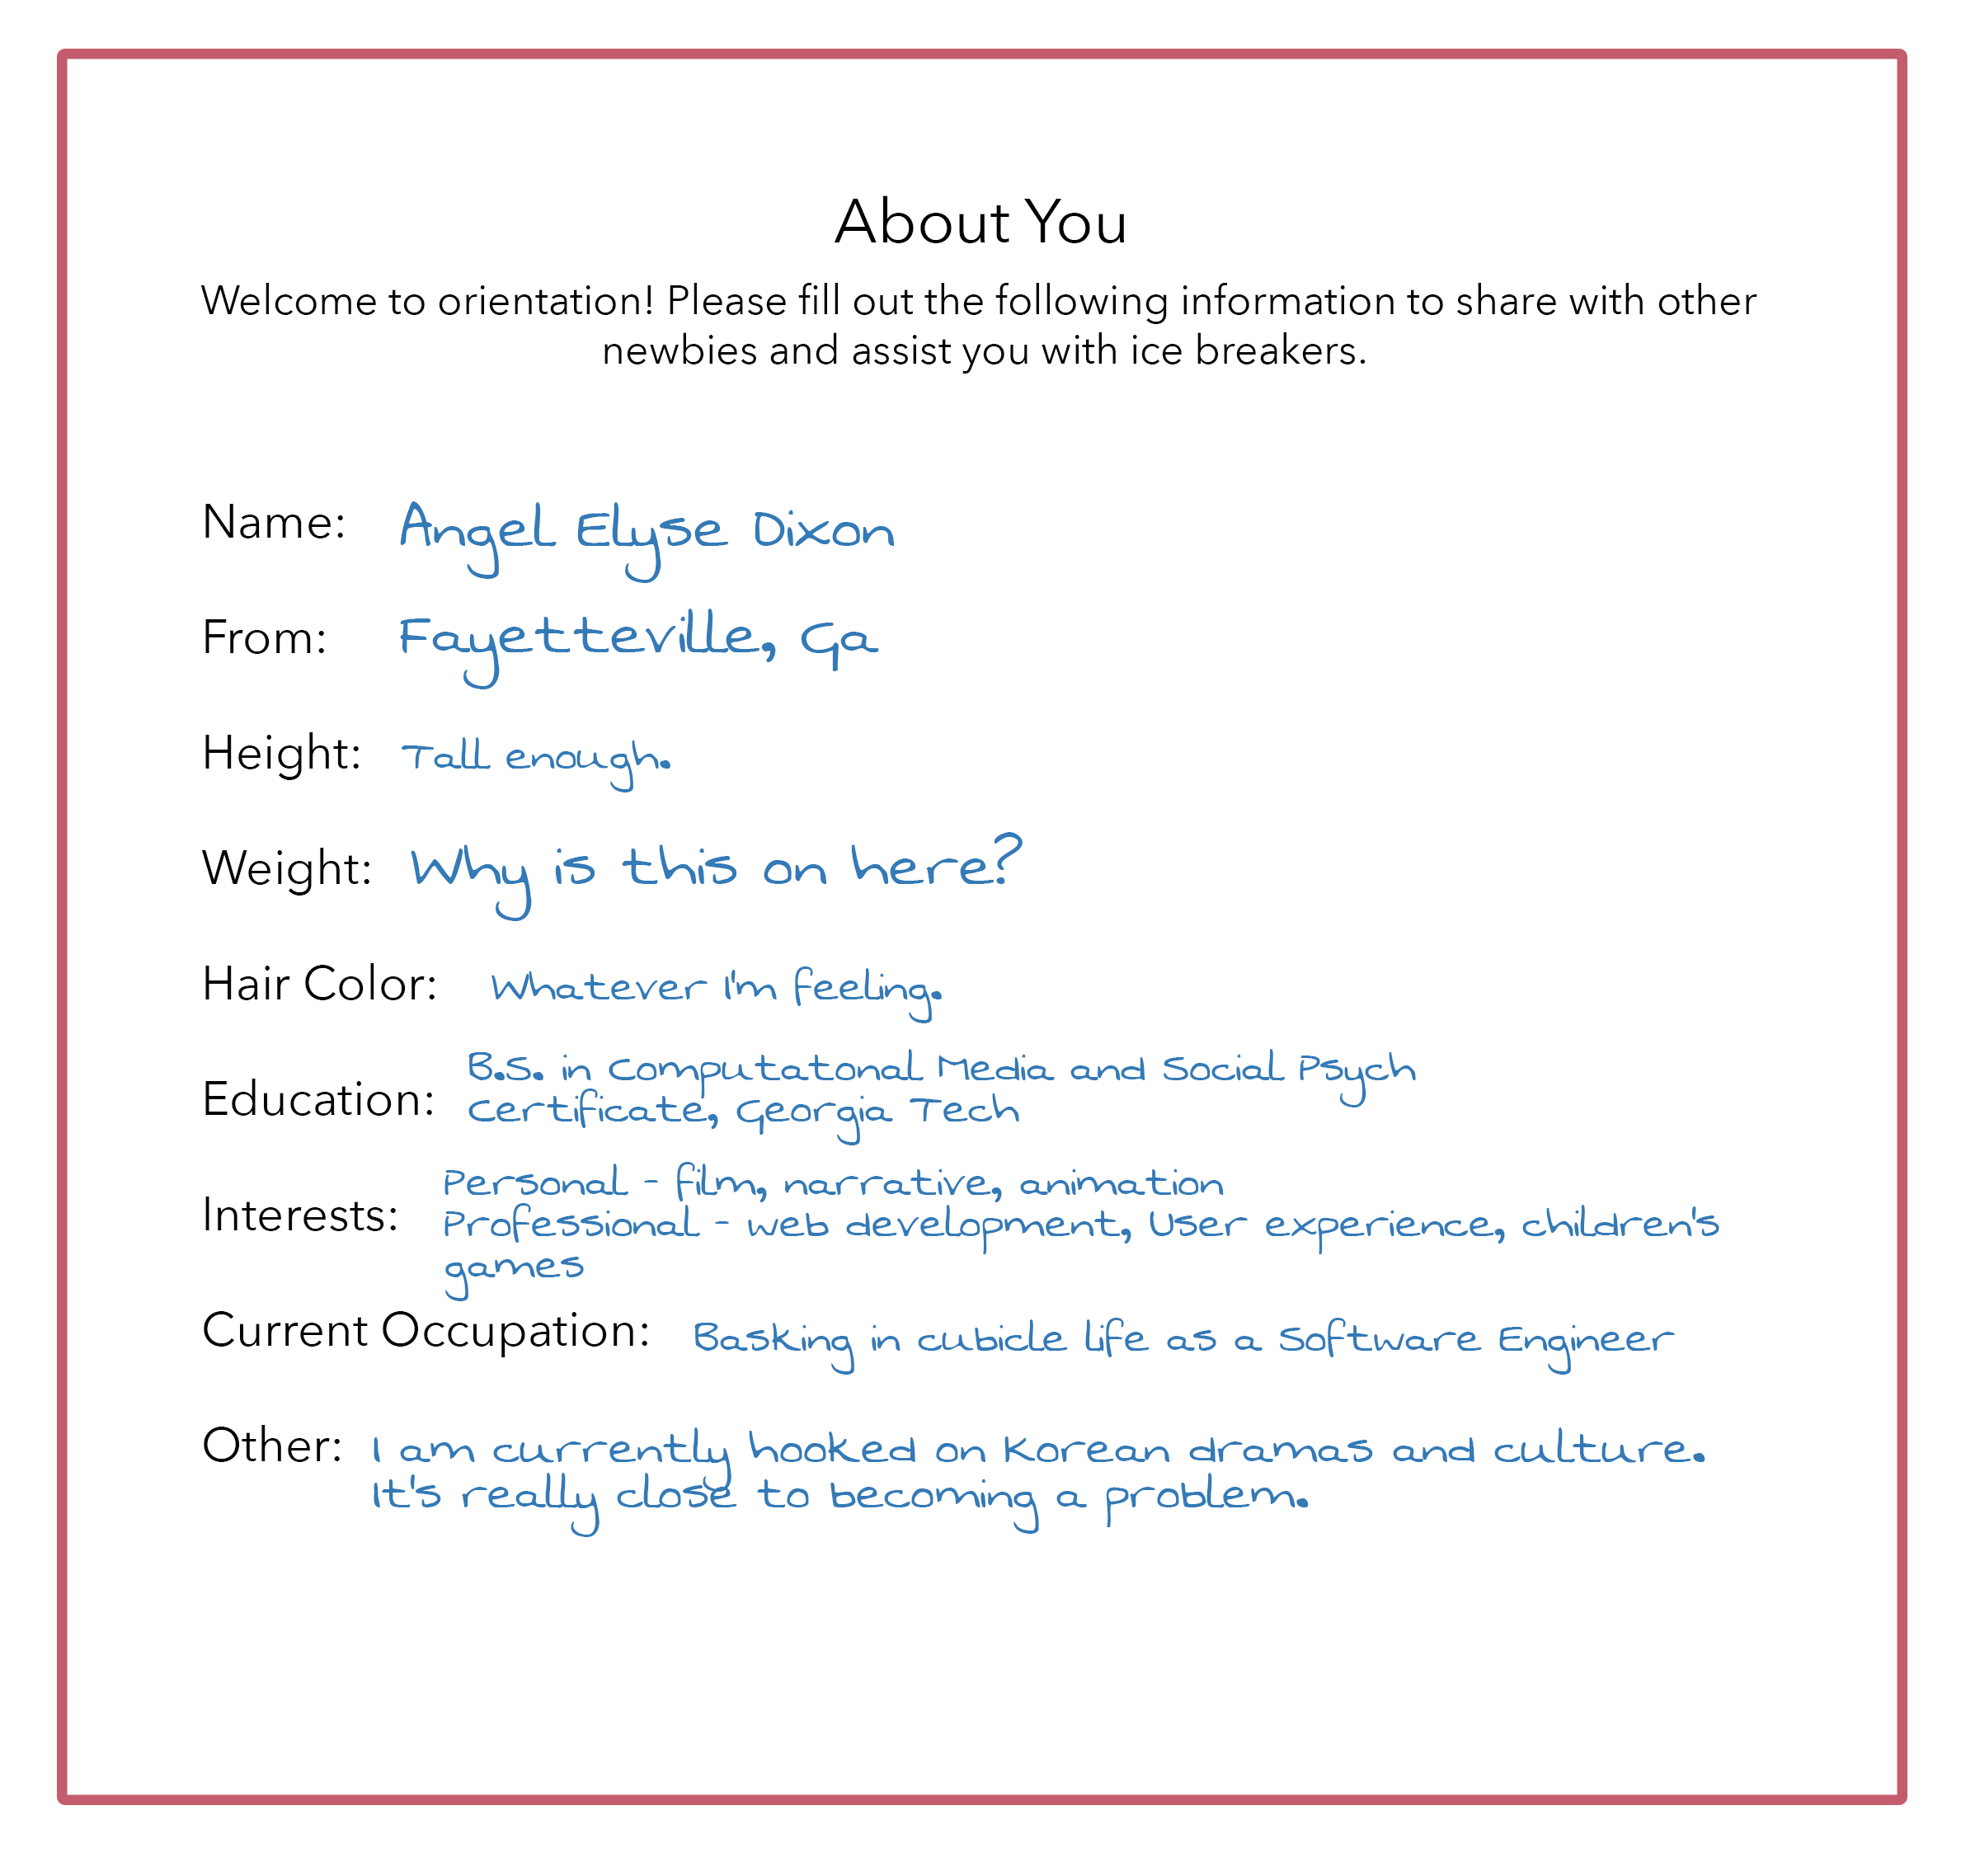 About You
Welcome to orientation! Please fill out the following information to share with other
newbies and assist you with ice breakers.
Name: Angel Elyse Dixon
From: Fayetteville, Ga
Height: Tall enough.
Weight: Why is this on here?
Hair Color: Whatever I'm feeling.
Education: B.S. in Computatonal Media and Social Psych
Certificate, Georgia Tech
Interests: Personal - film, narrative, animation
Professional - web development, User experience, children's
games
Current Occupation: Basking in cubicle life as a Software Engineer
Other: I am currently hooked on Korean dramas and culture.
It's really close to becoming a problem.